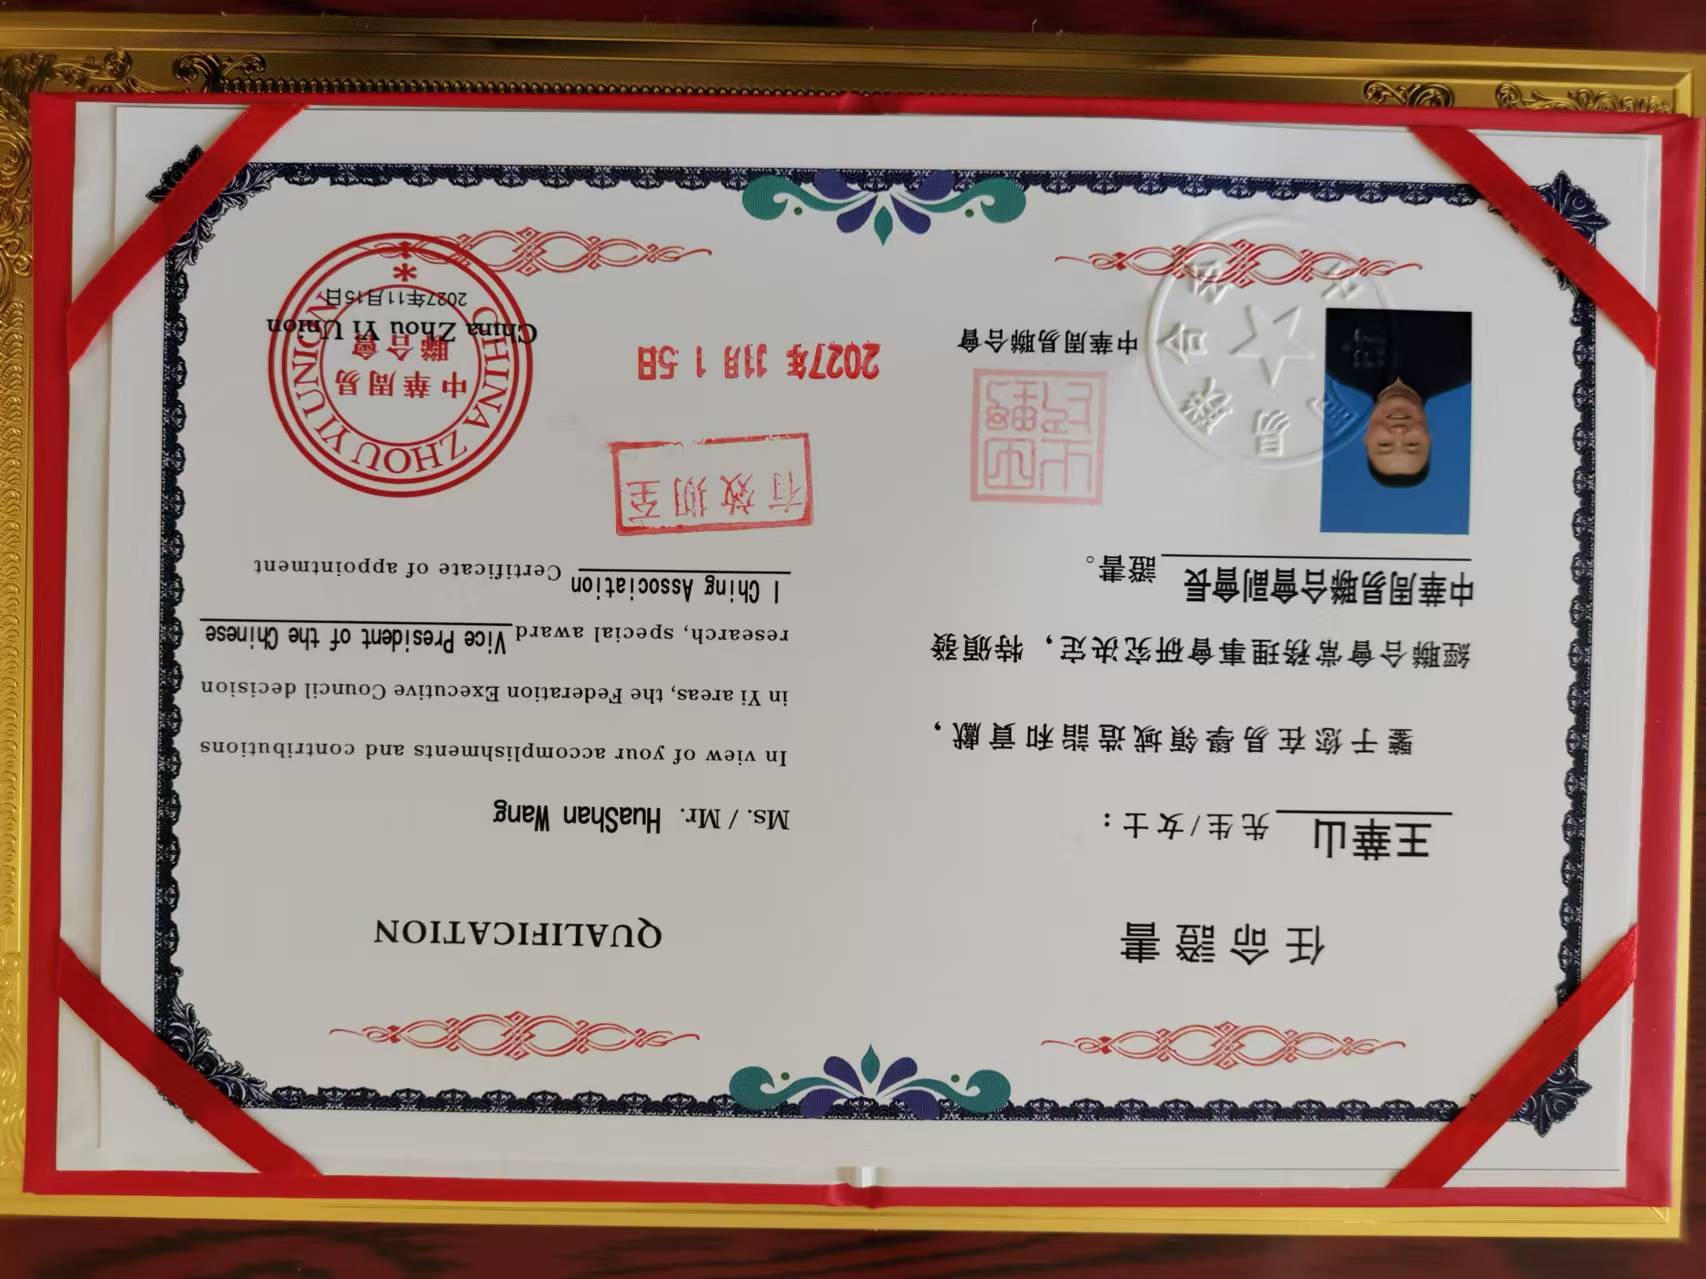 任命證書
王華山 先生/女士：
鑒于您在易學領域造詣和貢獻，
經聯合會常務理事會研究決定，特頒發
中華周易聯合會副會長 證書。
中華周易聯合會
易聯合會
QUALIFICATION
Ms. / Mr. HuaShan Wang
In view of your accomplishments and contributions
in Yi areas, the Federation Executive Council decision
research, special award Vice President of the Chinese
I Ching Association Certificate of appointment
有效期至
2027年11月15日
CHINA ZHOU YI UNION
中華周易
聯合會
China Zhou Yi Union
2027年11月15日